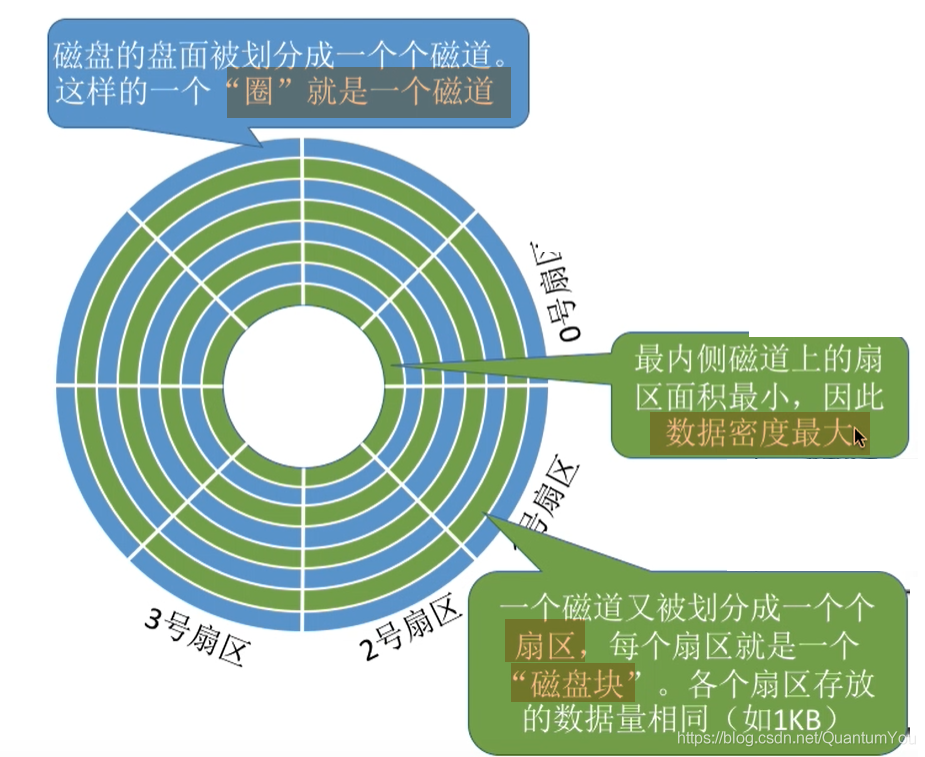 磁盘的盘面被划分成一个个磁道。
这样的一个“圈”就是一个磁道
0号扇区
最内侧磁道上的扇
区面积最小，因此
数据密度最大
号扇区
一个磁道又被划分成一个个
扇区，每个扇区就是一个
“磁盘块”。各个扇区存放
的数据量相同（如1KB）
3号扇区
2号扇区
https://blog.csdn.net/QuantumYou